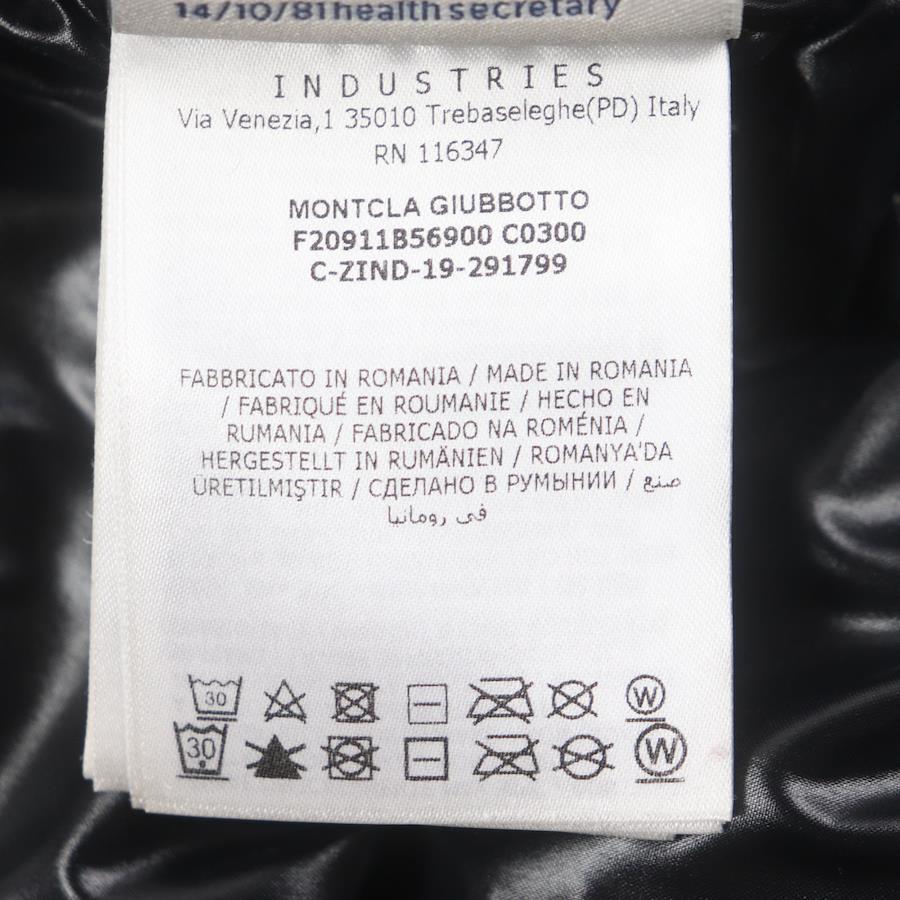 14/10/81 health secretary
INDUSTRIES
Via Venezia,1 35010 Trebaseleghe(PD) Italy
RN 116347
MONTCLA GIUBBOTTO
F20911B56900 C0300
C-ZIND-19-291799
FABBRICATO IN ROMANIA / MADE IN ROMANIA
/ FABRIQUÉ EN ROUMANIE / HECHO EN
RUMANIA / FABRICADO NA ROMÉNIA /
HERGESTELLT IN RUMÄNIEN / ROMANYA'DA
ÜRETILMIŞTIR / СДЕЛАНО В РУМЫНИИ / صنع
في رومانيا
30 W
30 W